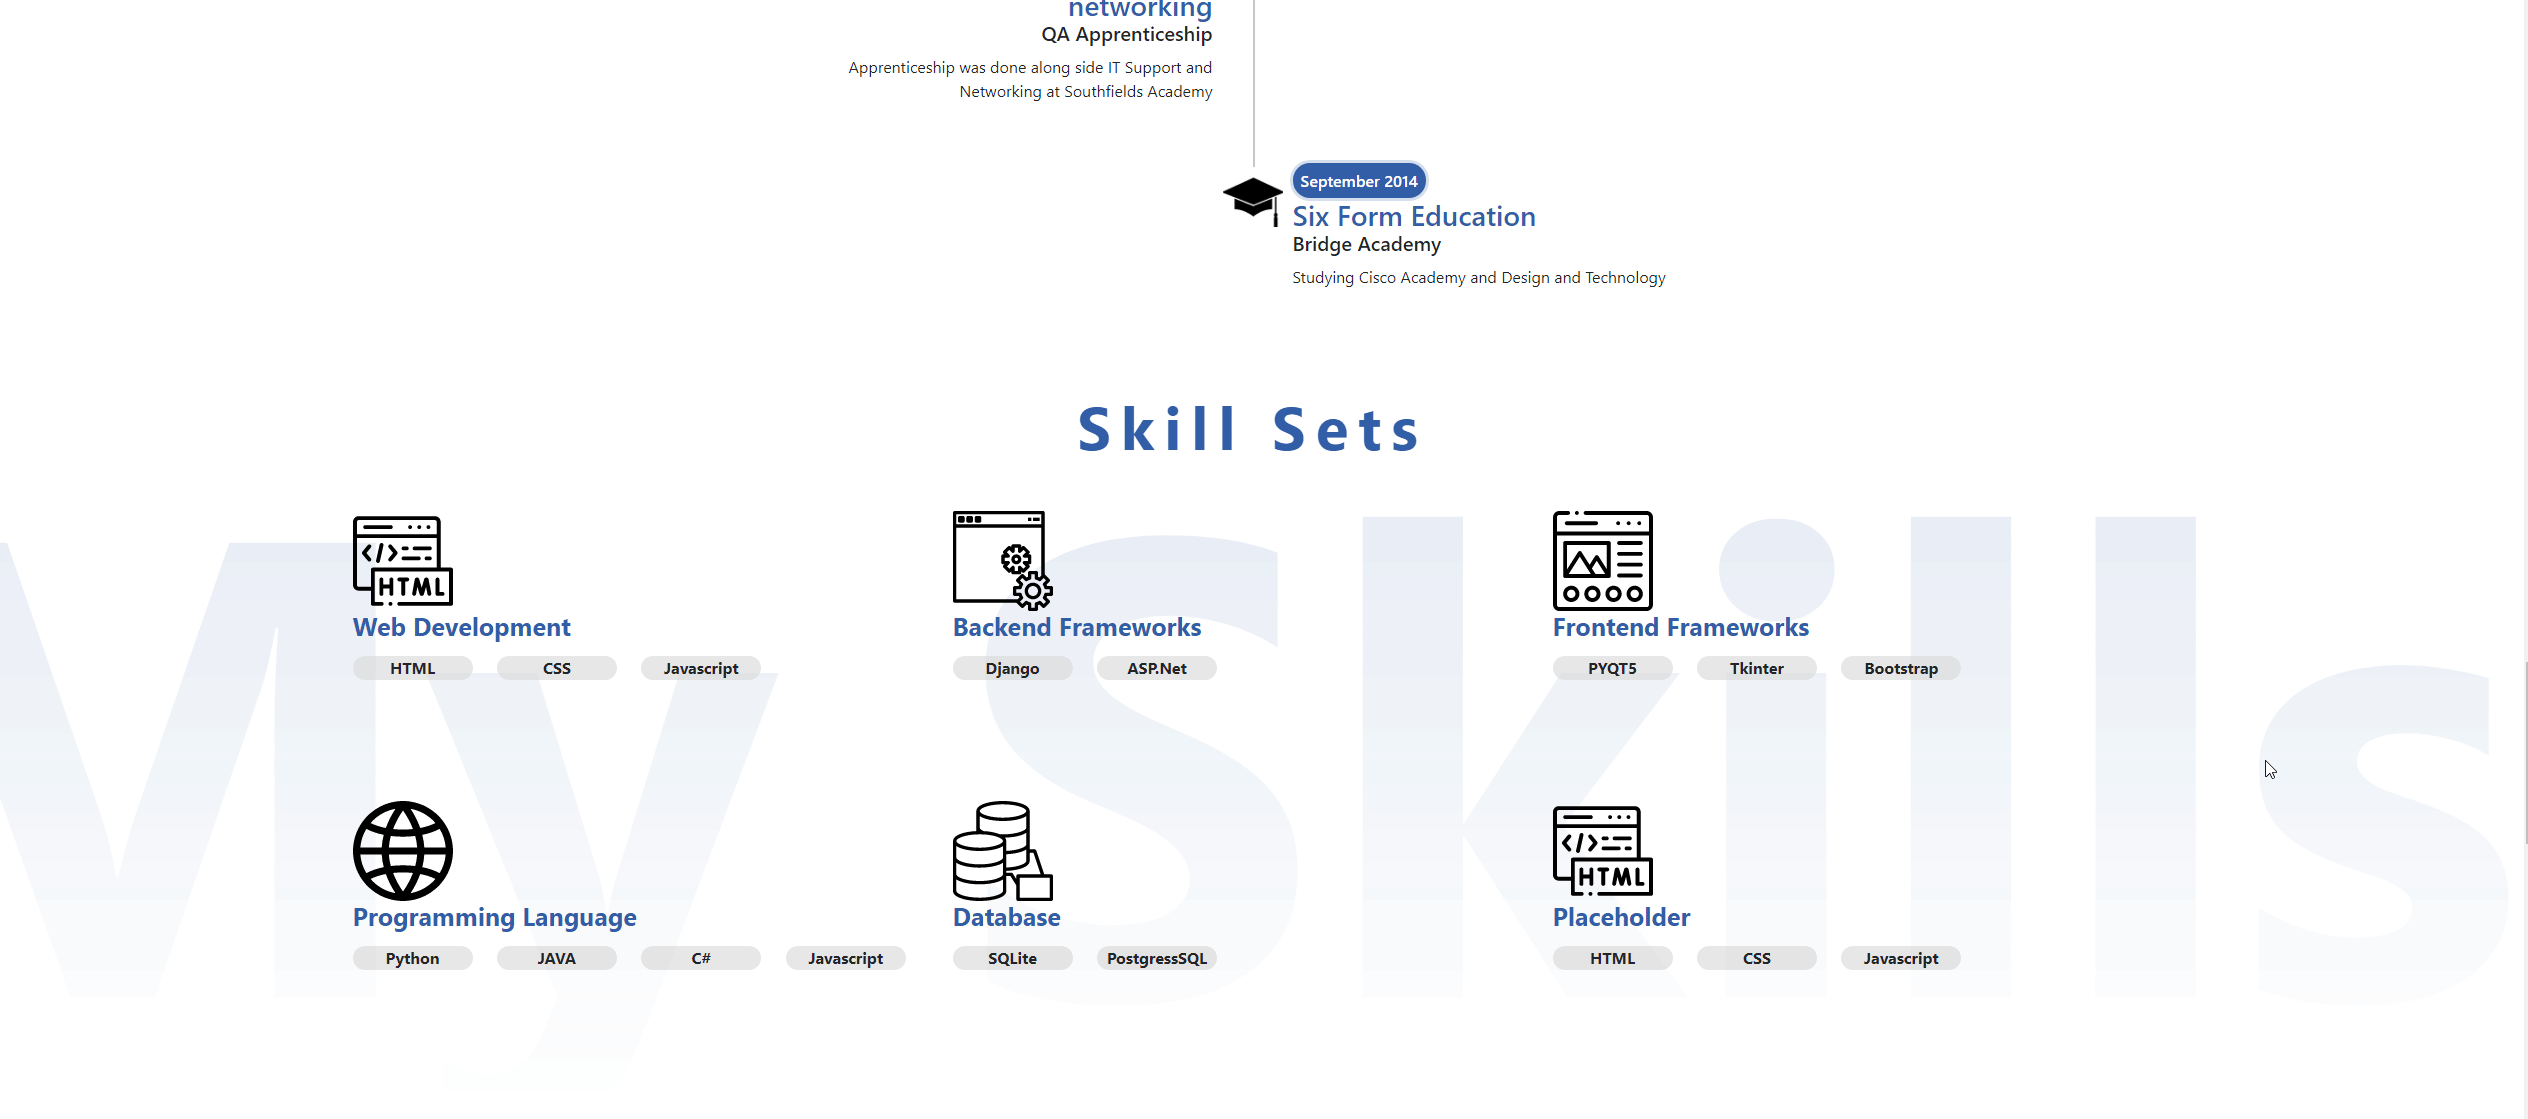 networking
QA Apprenticeship
Apprenticeship was done along side IT Support and
Networking at Southfields Academy
September 2014
Six Form Education
Bridge Academy
Studying Cisco Academy and Design and Technology
Skill Sets
My Skills
HTML
Web Development
HTML CSS Javascript
Backend Frameworks
Django ASP.Net
Frontend Frameworks
PYQT5 Tkinter Bootstrap
Programming Language
Python JAVA C# Javascript
Database
SQLite PostgressSQL
HTML
Placeholder
HTML CSS Javascript